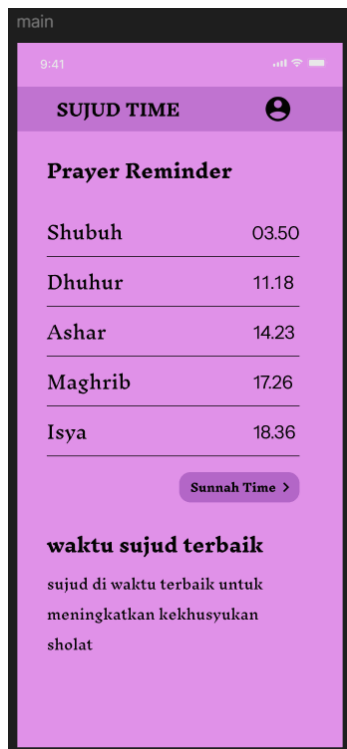 main
9:41
SUJUD TIME
Prayer Reminder
Shubuh 03.50
Dhuhur 11.18
Ashar 14.23
Maghrib 17.26
Isya 18.36
Sunnah Time >
waktu sujud terbaik
sujud di waktu terbaik untuk
meningkatkan kekhusyukan
sholat